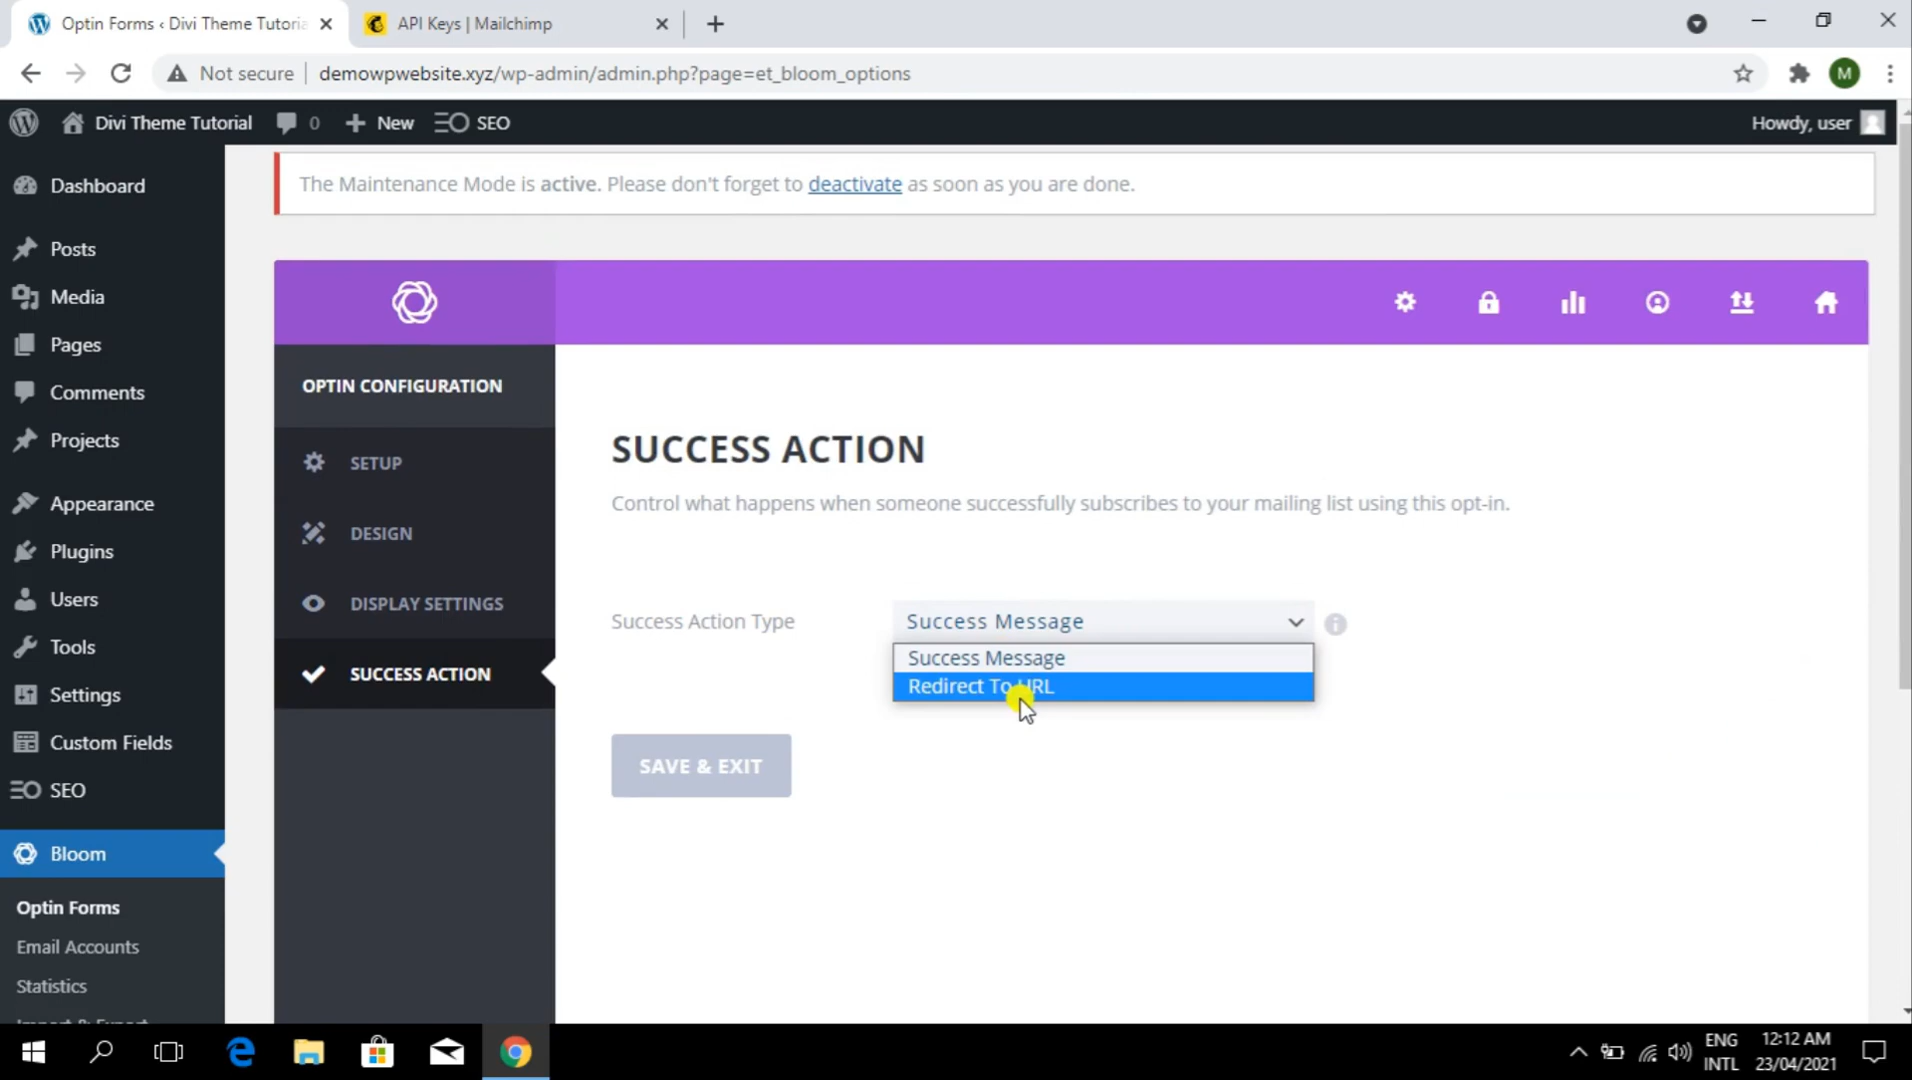 Optin Forms ‹ Divi Theme Tutoria
API Keys | Mailchimp
Not secure
demowpwebsite.xyz/wp-admin/admin.php?page=et_bloom_options
M
Divi Theme Tutorial
0
New
SEO
Howdy, user
Dashboard
Posts
Media
Pages
Comments
Projects
Appearance
Plugins
Users
Tools
Settings
Custom Fields
SEO
Bloom
Optin Forms
Email Accounts
Statistics
Import & Export
The Maintenance Mode is active. Please don't forget to deactivate as soon as you are done.
OPTIN CONFIGURATION
SETUP
DESIGN
DISPLAY SETTINGS
SUCCESS ACTION
SUCCESS ACTION
Control what happens when someone successfully subscribes to your mailing list using this opt-in.
Success Action Type
Success Message
Success Message
Redirect To URL
SAVE & EXIT
ENG
INTL
12:12 AM
23/04/2021